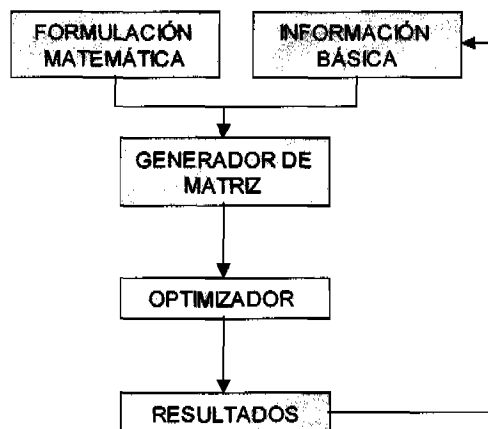 FORMULACIÓN
MATEMÁTICA
INFORMACIÓN
BÁSICA
GENERADOR DE
MATRIZ
OPTIMIZADOR
RESULTADOS